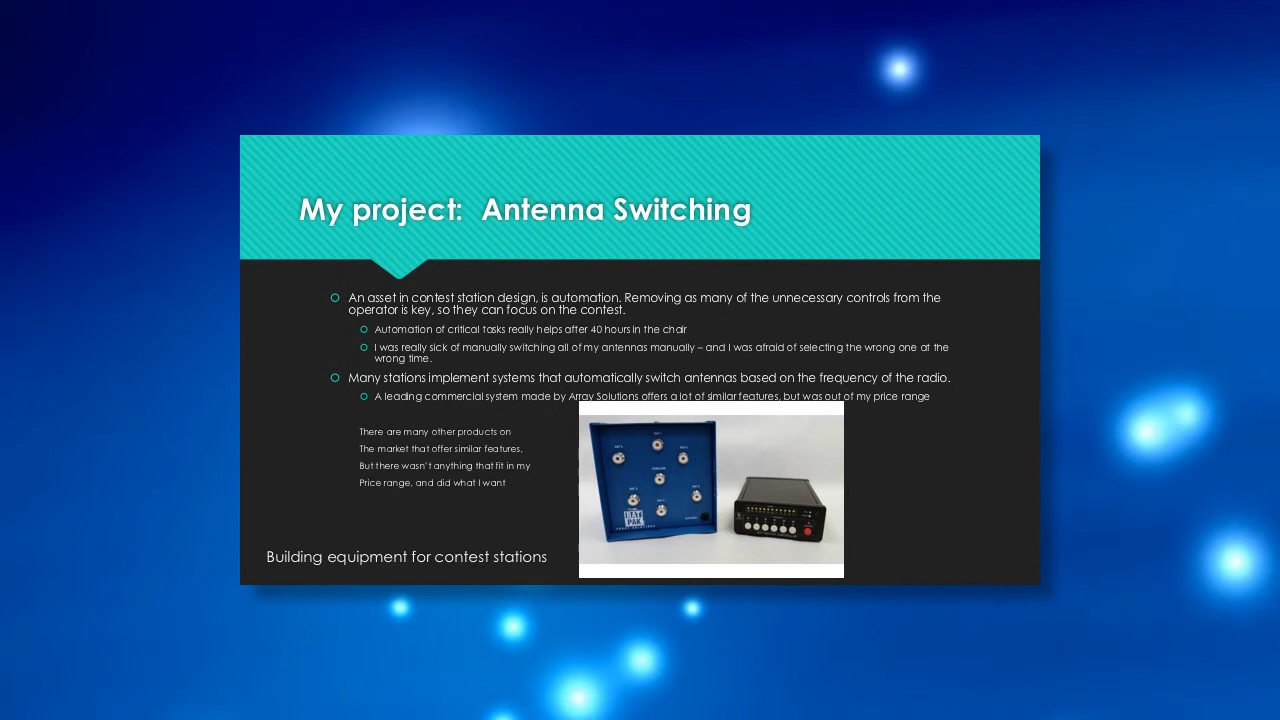 My project:  Antenna Switching
An asset in contest station design, is automation. Removing as many of the unnecessary controls from the
operator is key, so they can focus on the contest.
Automation of critical tasks really helps after 40 hours in the chair
I was really sick of manually switching all of my antennas manually – and I was afraid of selecting the wrong one at the
wrong time.
Many stations implement systems that automatically switch antennas based on the frequency of the radio.
A leading commercial system made by Array Solutions offers a lot of similar features, but was out of my price range
There are many other products on
The market that offer similar features,
But there wasn't anything that fit in my
Price range, and did what I want
RAT
PAK
Building equipment for contest stations